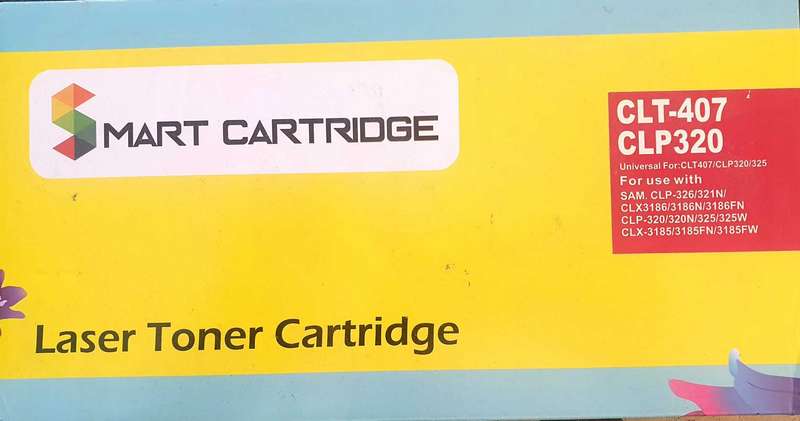 SMART CARTRIDGE
CLT-407
CLP320
Universal For:CLT407/CLP320/325
For use with
SAM. CLP-326/321N/
CLX3186/3186N/3186FN
CLP-320/320N/325/325W
CLX-3185/3185FN/3185FW
Laser Toner Cartridge